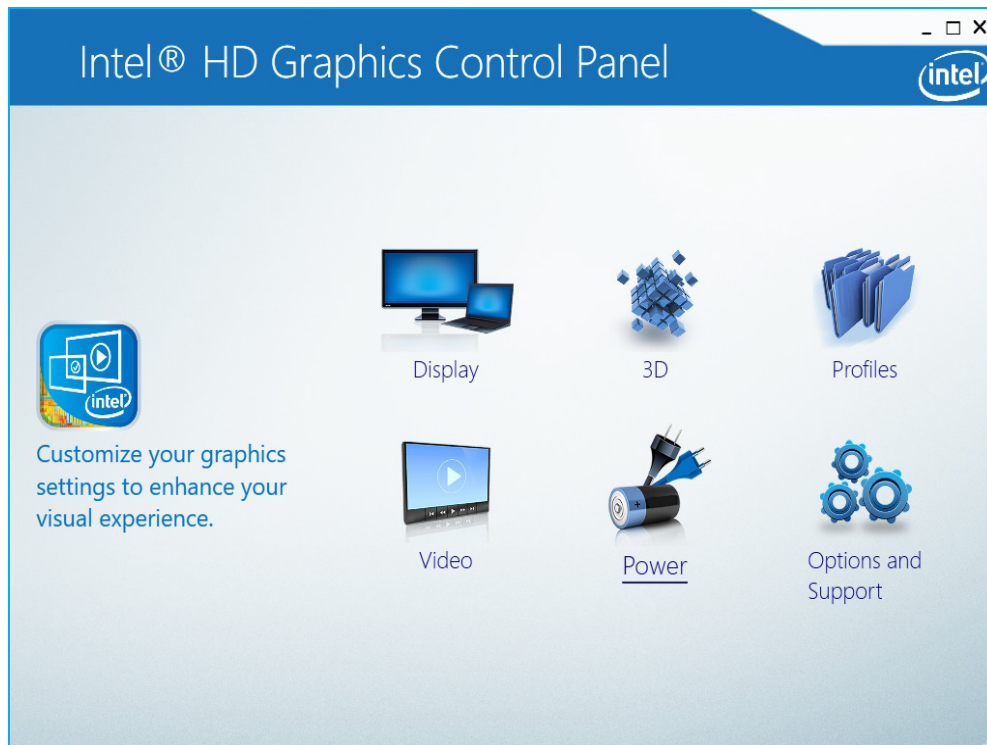 Intel® HD Graphics Control Panel
intel
Display
3D
Profiles
intel
Customize your graphics
settings to enhance your
visual experience.
Video
Power
Options and
Support